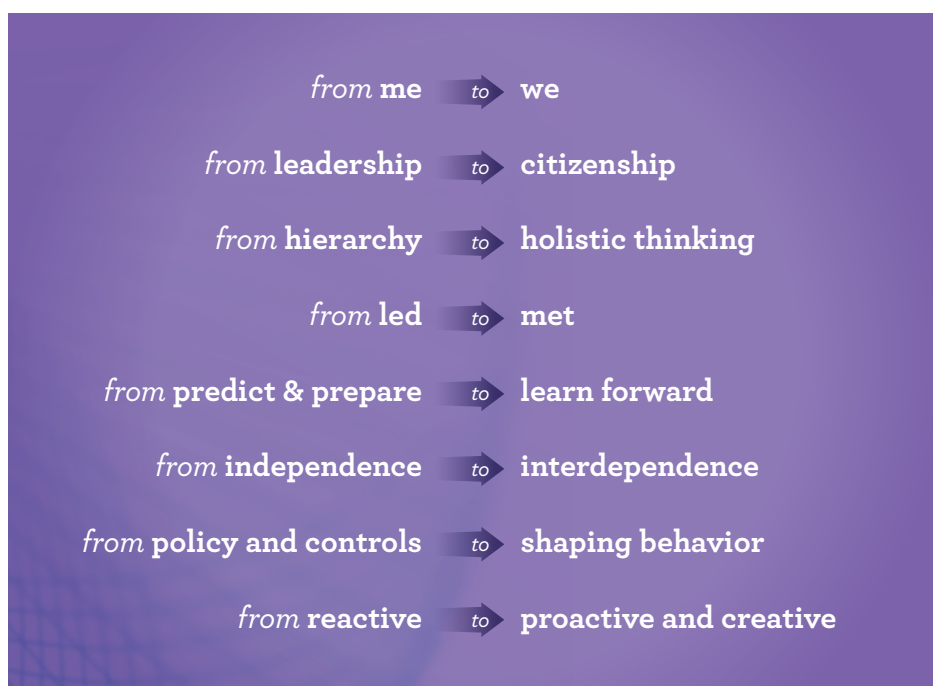 from me to we
from leadership to citizenship
from hierarchy to holistic thinking
from led to met
from predict & prepare to learn forward
from independence to interdependence
from policy and controls to shaping behavior
from reactive to proactive and creative